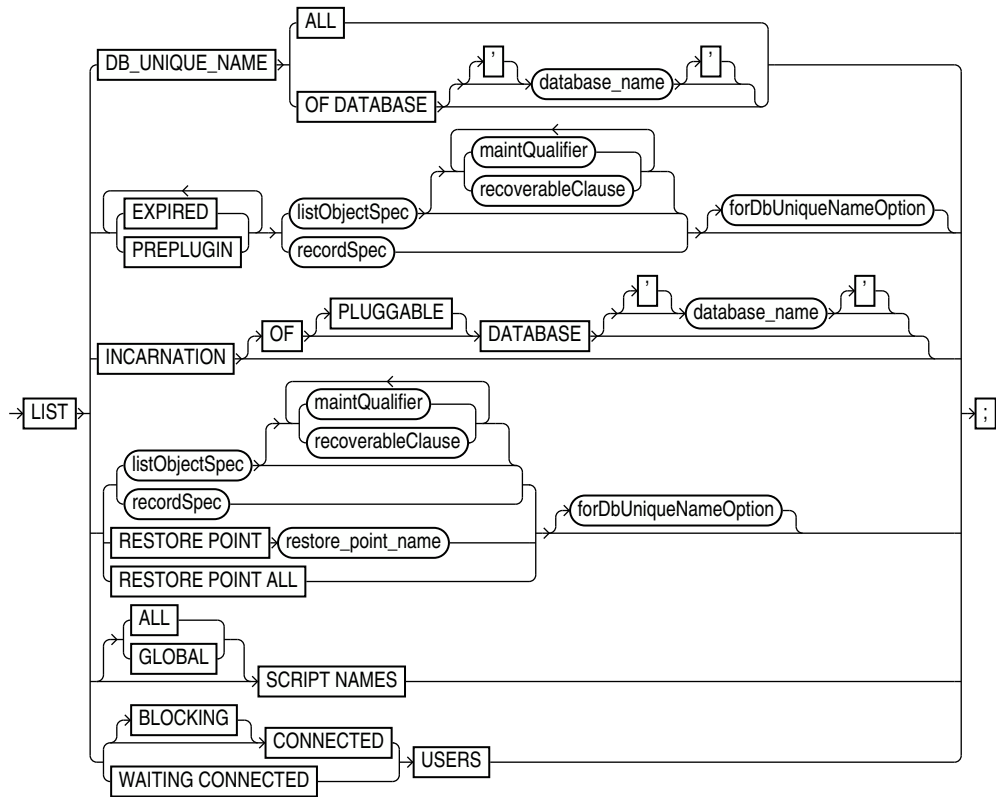 ALL
DB_UNIQUE_NAME
' database_name '
OF DATABASE
maintQualifier
recoverableClause
EXPIRED
PREPLUGIN
listObjectSpec
recordSpec
forDbUniqueNameOption
INCARNATION
OF
PLUGGABLE
DATABASE
' database_name '
LIST
;
maintQualifier
recoverableClause
listObjectSpec
recordSpec
RESTORE POINT restore_point_name
RESTORE POINT ALL
forDbUniqueNameOption
ALL
GLOBAL
SCRIPT NAMES
BLOCKING
CONNECTED
WAITING CONNECTED
USERS